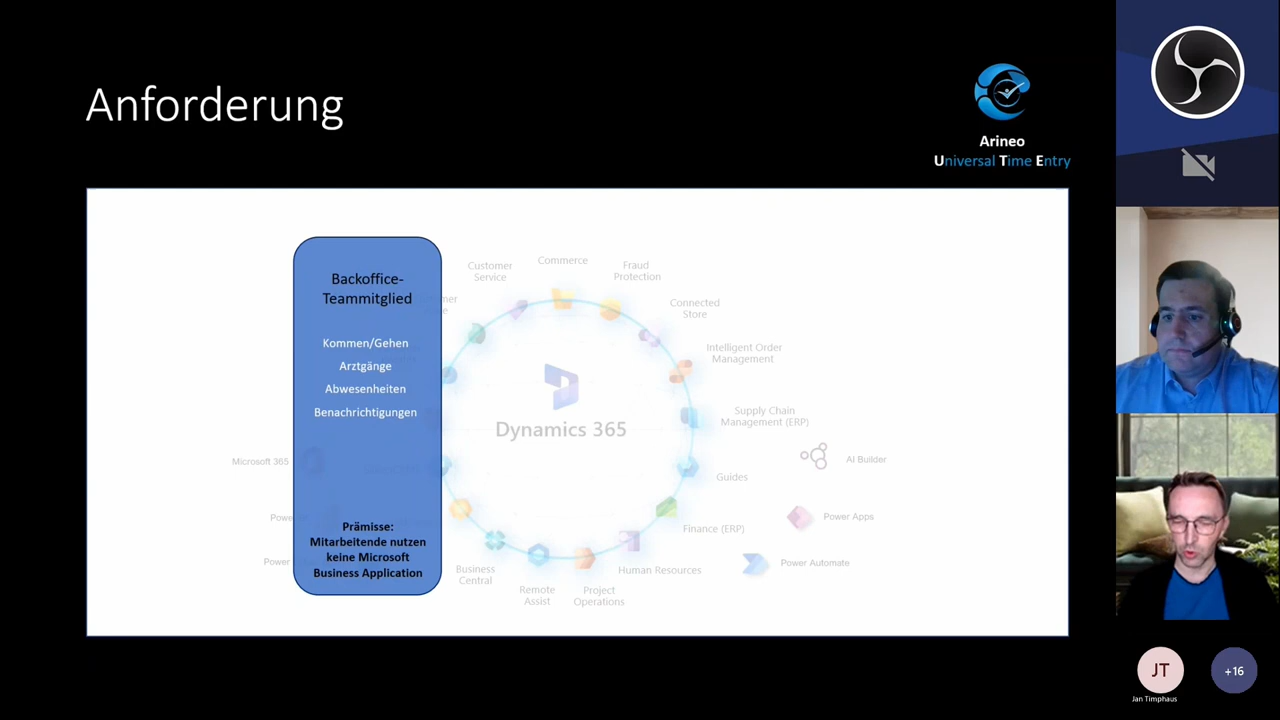 Anforderung
Arineo
Universal Time Entry
Backoffice-
Teammitglied
Kommen/Gehen
Arztgänge
Abwesenheiten
Benachrichtigungen
Prämisse:
Mitarbeitende nutzen
keine Microsoft
Business Application
Customer
Service
Commerce
Fraud
Protection
Connected
Store
Intelligent Order
Management
Supply Chain
Management (ERP)
Guides
Finance (ERP)
Human Resources
Project
Operations
Remote
Assist
Business
Central
Dynamics 365
Microsoft 365
AI Builder
Power Apps
Power Automate
JT
Jan Timphaus
+16